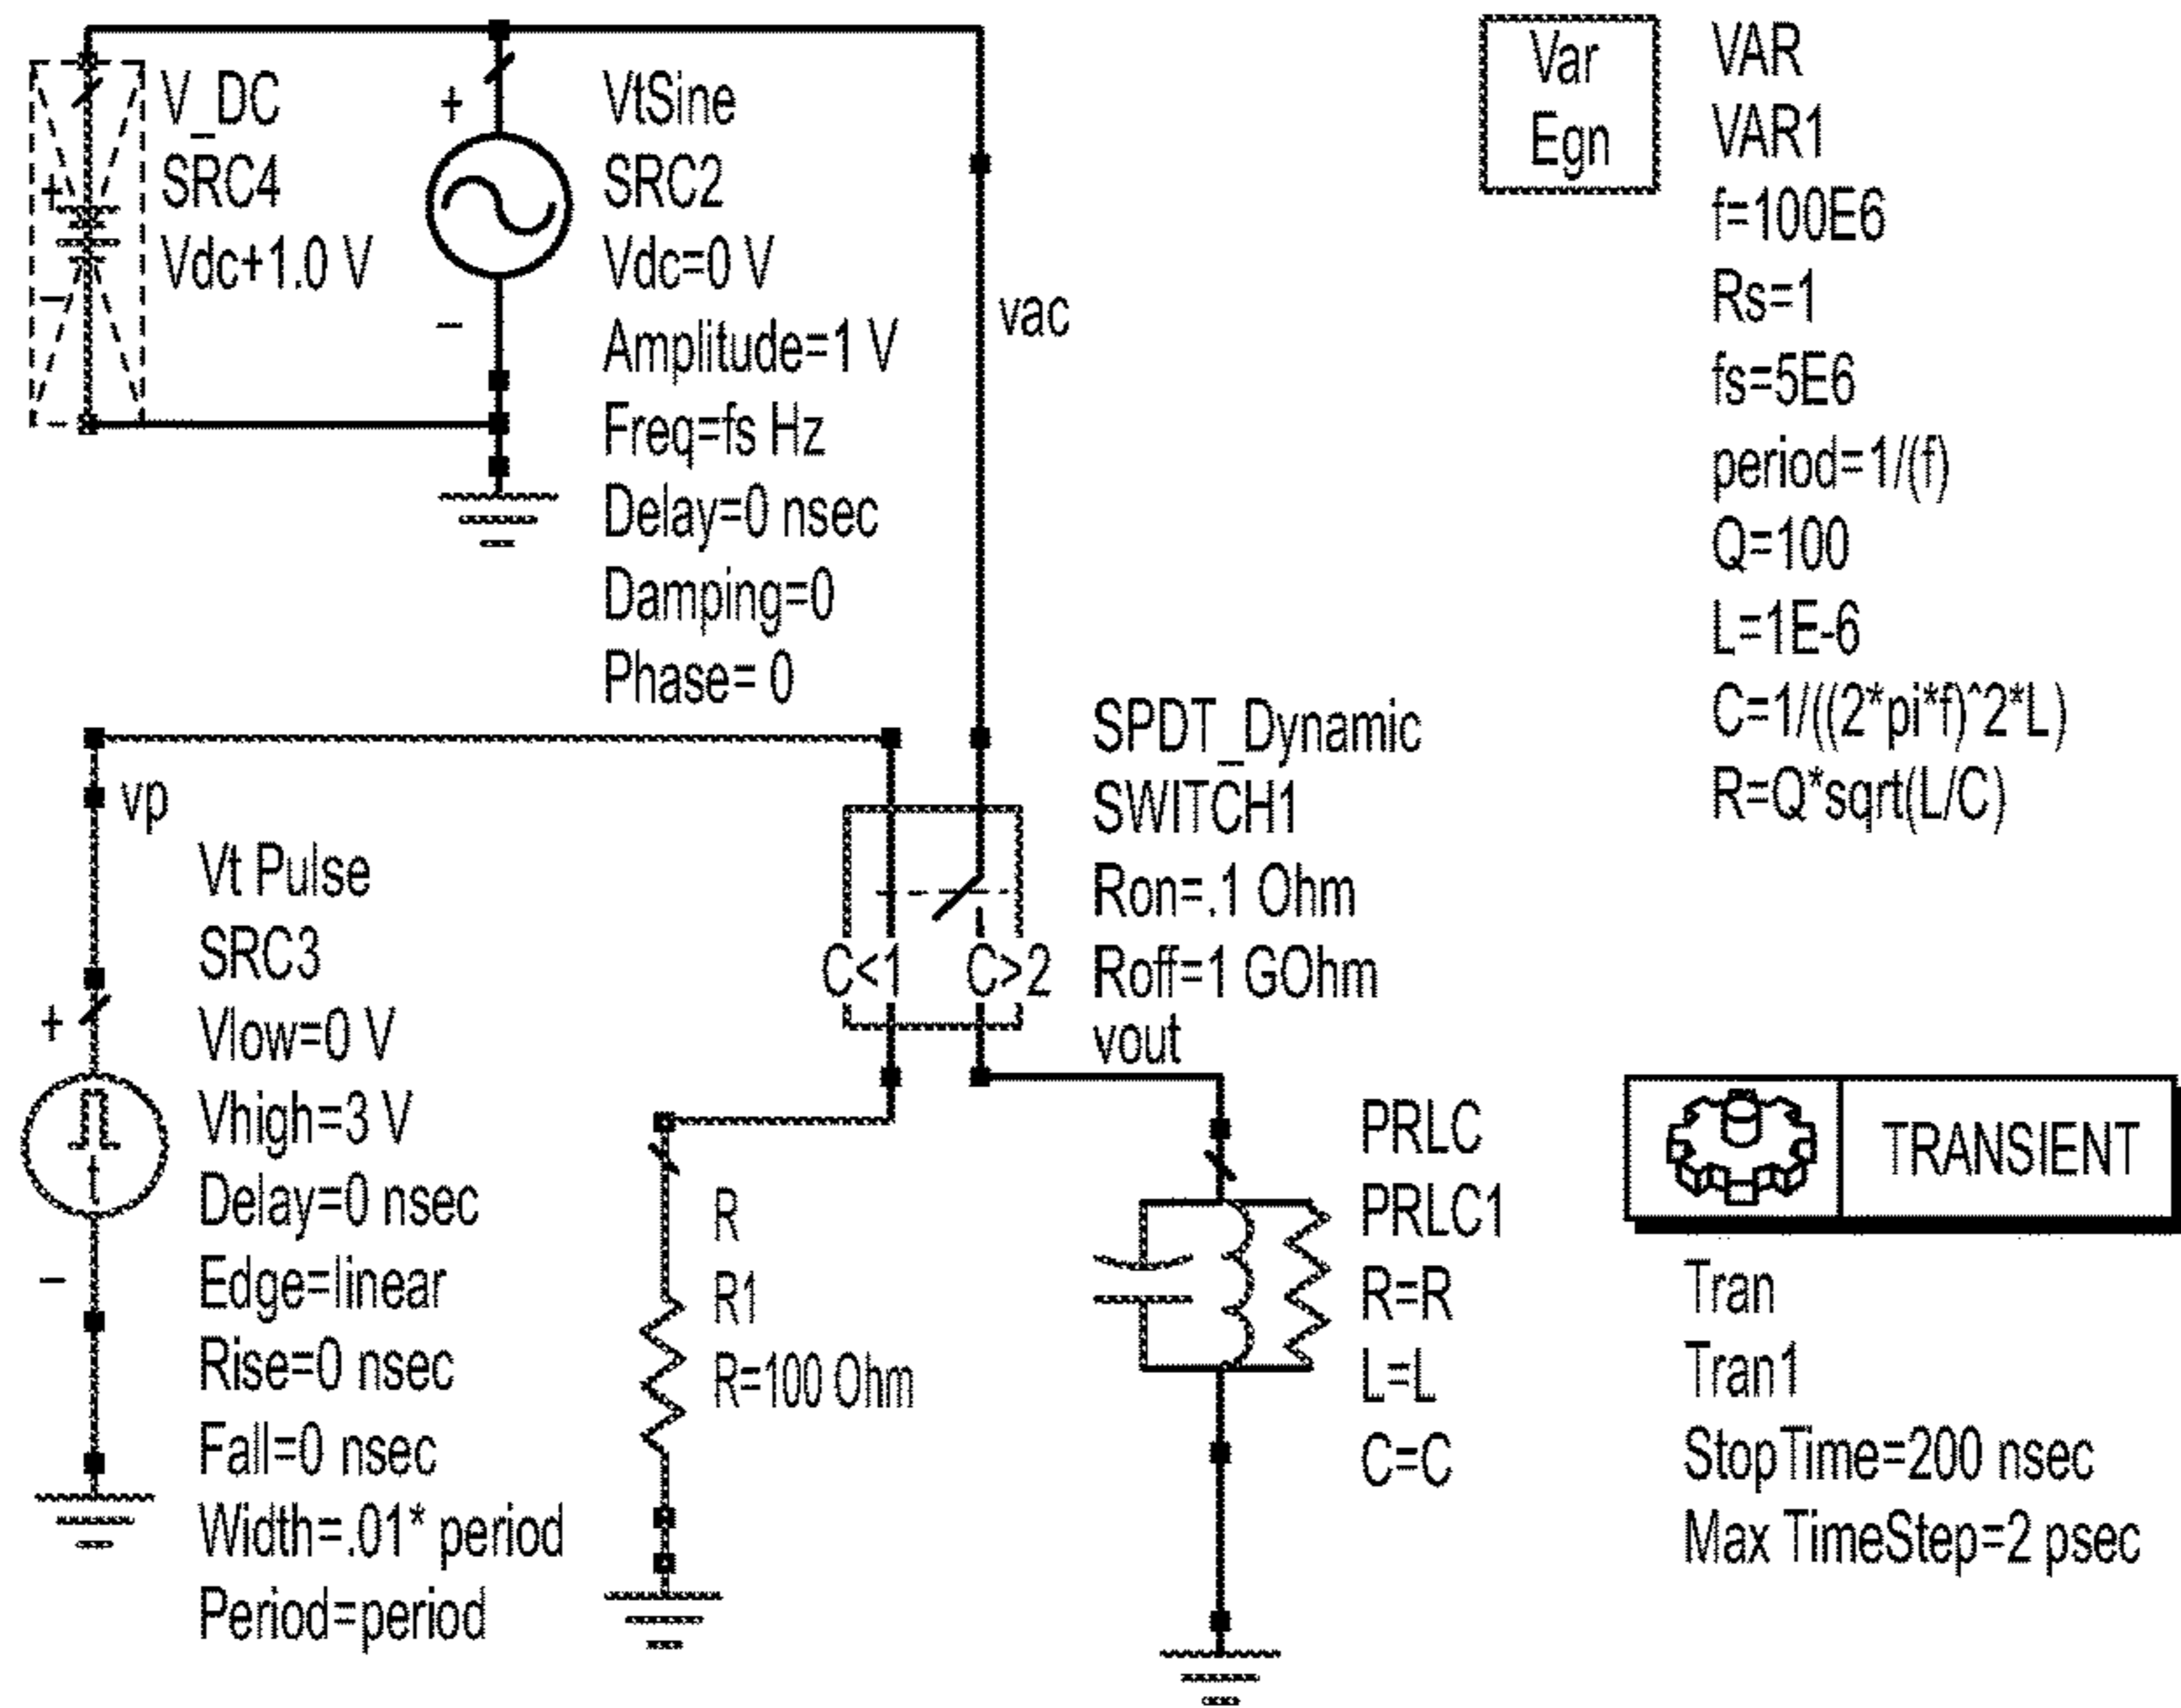 V_DC
SRC4
Vdc+1.0 V
+
−
+
−
VtSine
SRC2
Vdc=0 V
Amplitude=1 V
Freq=fs Hz
Delay=0 nsec
Damping=0
Phase= 0
vac
Var
Egn
VAR
VAR1
f=100E6
Rs=1
fs=5E6
period=1/(f)
Q=100
L=1E-6
C=1/((2*pi*f)^2*L)
R=Q*sqrt(L/C)
vp
+
−
Vt Pulse
SRC3
Vlow=0 V
Vhigh=3 V
Delay=0 nsec
Edge=linear
Rise=0 nsec
Fall=0 nsec
Width=.01* period
Period=period
C<1
C>2
SPDT_Dynamic
SWITCH1
Ron=.1 Ohm
Roff=1 GOhm
vout
R
R1
R=100 Ohm
PRLC
PRLC1
R=R
L=L
C=C
TRANSIENT
Tran
Tran1
StopTime=200 nsec
Max TimeStep=2 psec